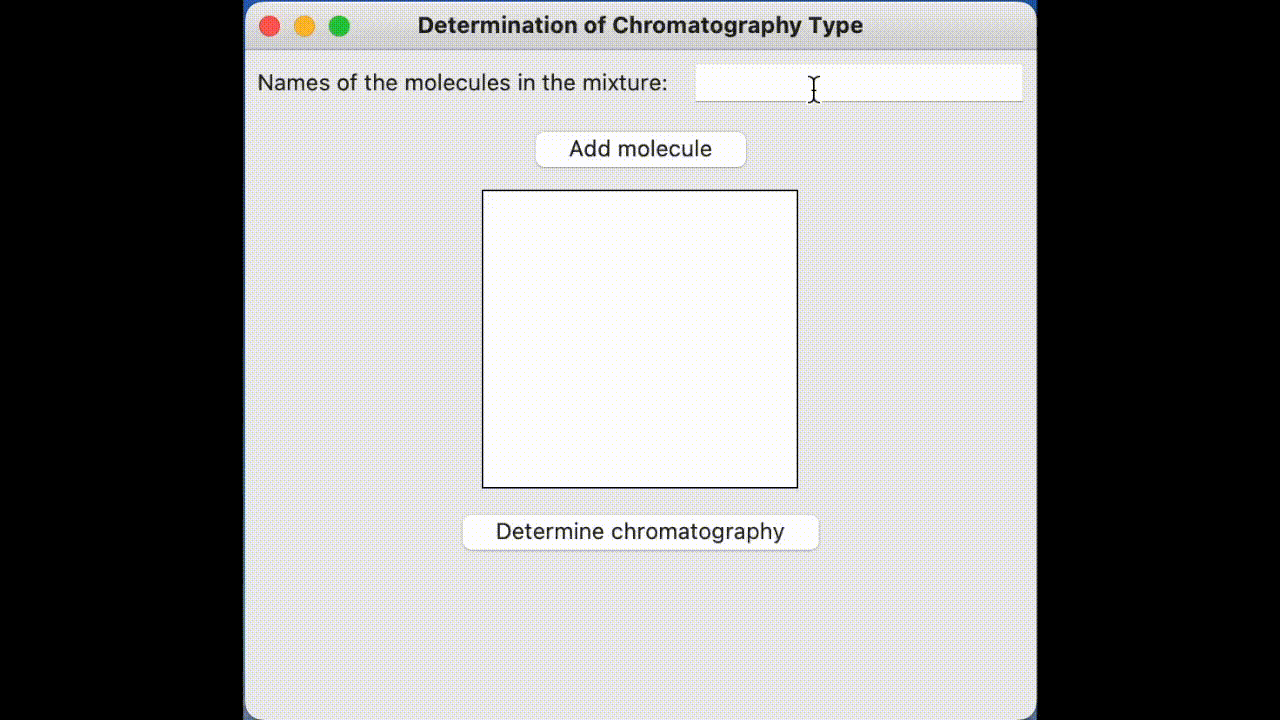 Determination of Chromatography Type
Names of the molecules in the mixture:
Add molecule
Determine chromatography